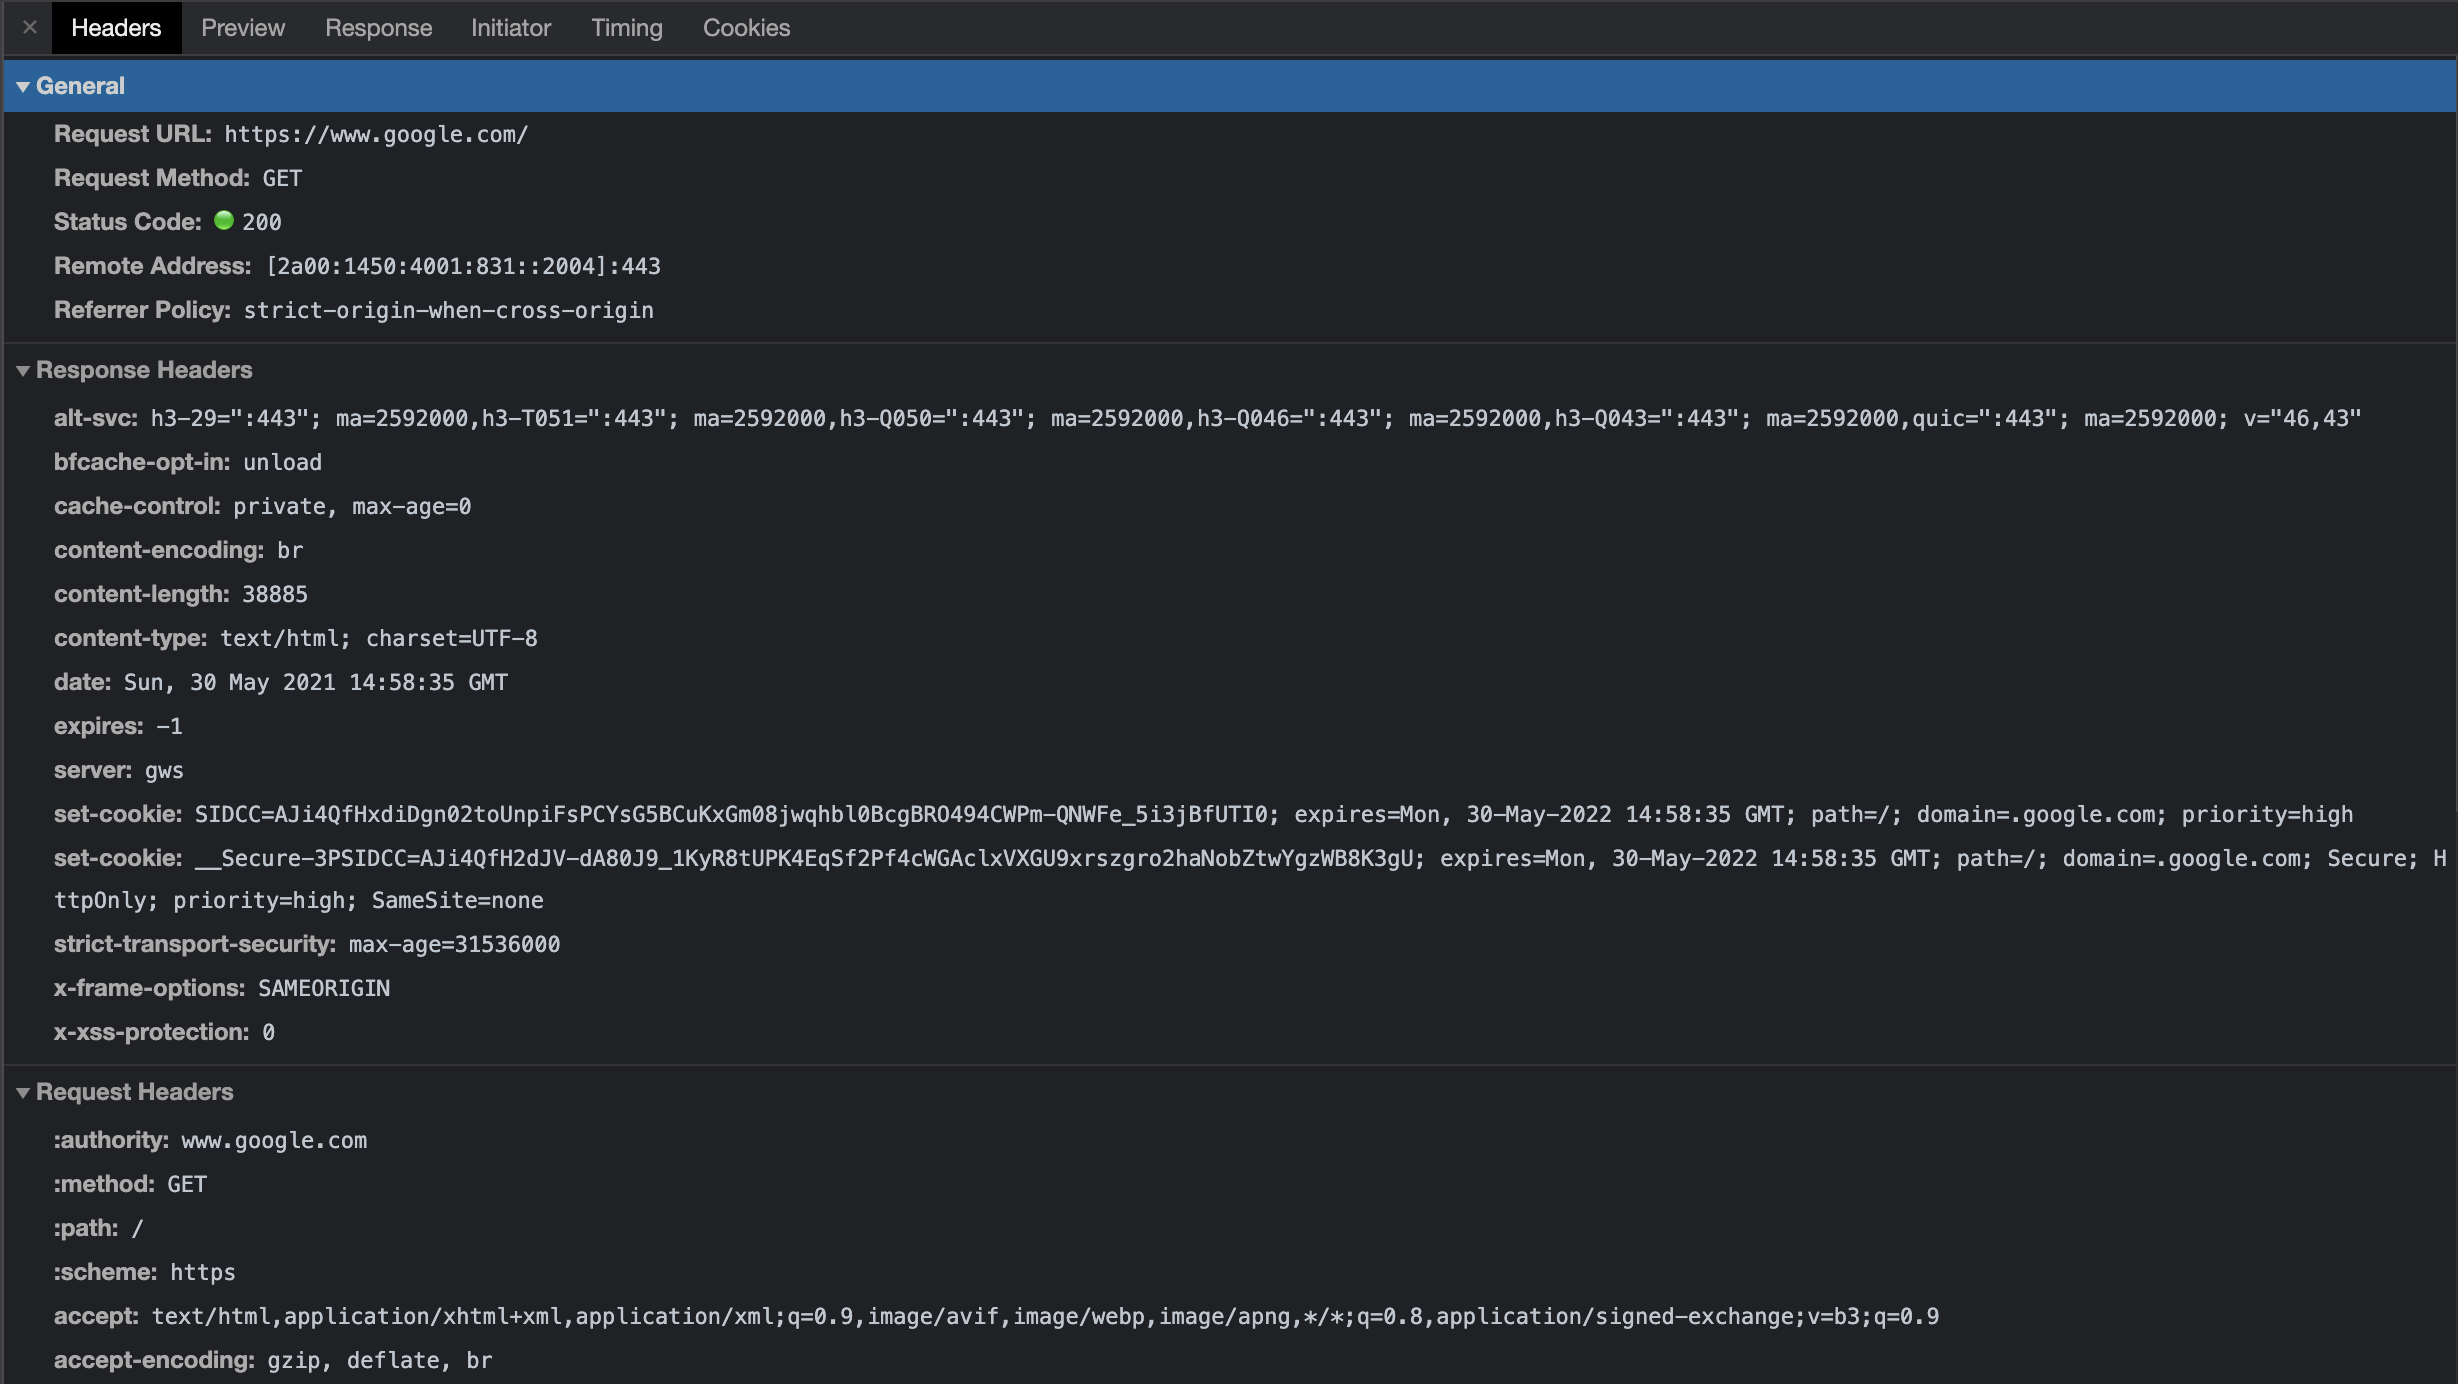 × Headers Preview Response Initiator Timing Cookies
▼ General
Request URL: https://www.google.com/
Request Method: GET
Status Code: 200
Remote Address: [2a00:1450:4001:831::2004]:443
Referrer Policy: strict-origin-when-cross-origin
▼ Response Headers
alt-svc: h3-29=":443"; ma=2592000,h3-T051=":443"; ma=2592000,h3-Q050=":443"; ma=2592000,h3-Q046=":443"; ma=2592000,h3-Q043=":443"; ma=2592000,quic=":443"; ma=2592000; v="46,43"
bfcache-opt-in: unload
cache-control: private, max-age=0
content-encoding: br
content-length: 38885
content-type: text/html; charset=UTF-8
date: Sun, 30 May 2021 14:58:35 GMT
expires: -1
server: gws
set-cookie: SIDCC=AJi4QfHxdiDgn02toUnpiFsPCYsG5BCuKxGm08jwqhbl0BcgBRO494CWPm-QNWFe_5i3jBfUTI0; expires=Mon, 30-May-2022 14:58:35 GMT; path=/; domain=.google.com; priority=high
set-cookie: __Secure-3PSIDCC=AJi4QfH2dJV-dA80J9_1KyR8tUPK4EqSf2Pf4cWGAclxVXGU9xrszgro2haNobZtwYgzWB8K3gU; expires=Mon, 30-May-2022 14:58:35 GMT; path=/; domain=.google.com; Secure; H
ttpOnly; priority=high; SameSite=none
strict-transport-security: max-age=31536000
x-frame-options: SAMEORIGIN
x-xss-protection: 0
▼ Request Headers
:authority: www.google.com
:method: GET
:path: /
:scheme: https
accept: text/html,application/xhtml+xml,application/xml;q=0.9,image/avif,image/webp,image/apng,*/*;q=0.8,application/signed-exchange;v=b3;q=0.9
accept-encoding: gzip, deflate, br